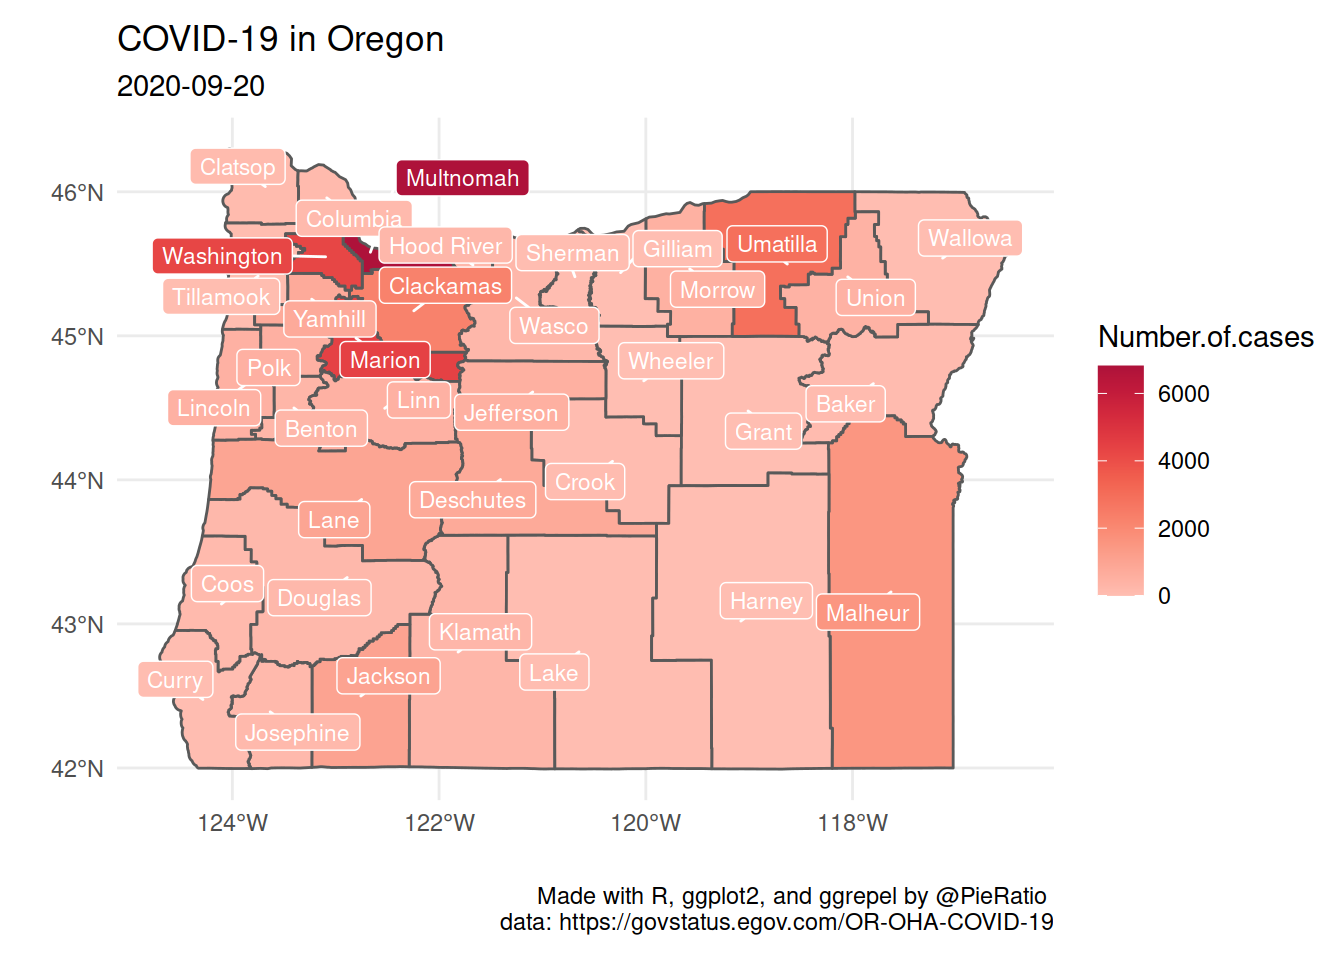 COVID-19 in Oregon
2020-09-20
Clatsop
Multnomah
46°N
Columbia
Washington
Hood River
Sherman
Gilliam
Umatilla
Wallowa
Tillamook
Clackamas
Morrow
Union
Yamhill
Wasco
45°N
Marion
Wheeler
Polk
Lincoln
Linn
Jefferson
Baker
Benton
Grant
44°N
Crook
Deschutes
Lane
Coos
Douglas
Harney
Malheur
43°N
Klamath
Curry
Jackson
Lake
Josephine
42°N
124°W
122°W
120°W
118°W
Number.of.cases
6000
4000
2000
0
Made with R, ggplot2, and ggrepel by @PieRatio
data: https://govstatus.egov.com/OR-OHA-COVID-19